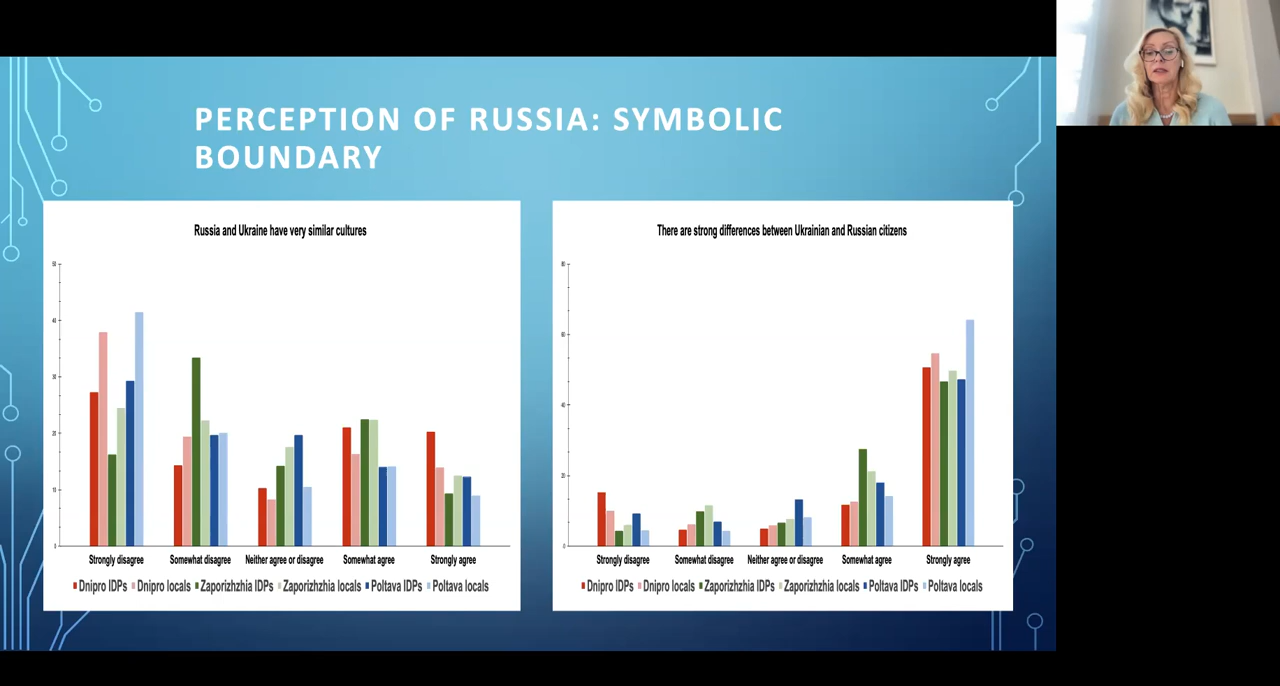 PERCEPTION OF RUSSIA: SYMBOLIC
BOUNDARY
Russia and Ukraine have very similar cultures
50
40
30
20
10
0
Strongly disagree Somewhat disagree Neither agree or disagree Somewhat agree Strongly agree
Dnipro IDPs Dnipro locals Zaporizhzhia IDPs Zaporizhzhia locals Poltava IDPs Poltava locals
There are strong differences between Ukrainian and Russian citizens
80
60
40
20
0
Strongly disagree Somewhat disagree Neither agree or disagree Somewhat agree Strongly agree
Dnipro IDPs Dnipro locals Zaporizhzhia IDPs Zaporizhzhia locals Poltava IDPs Poltava locals